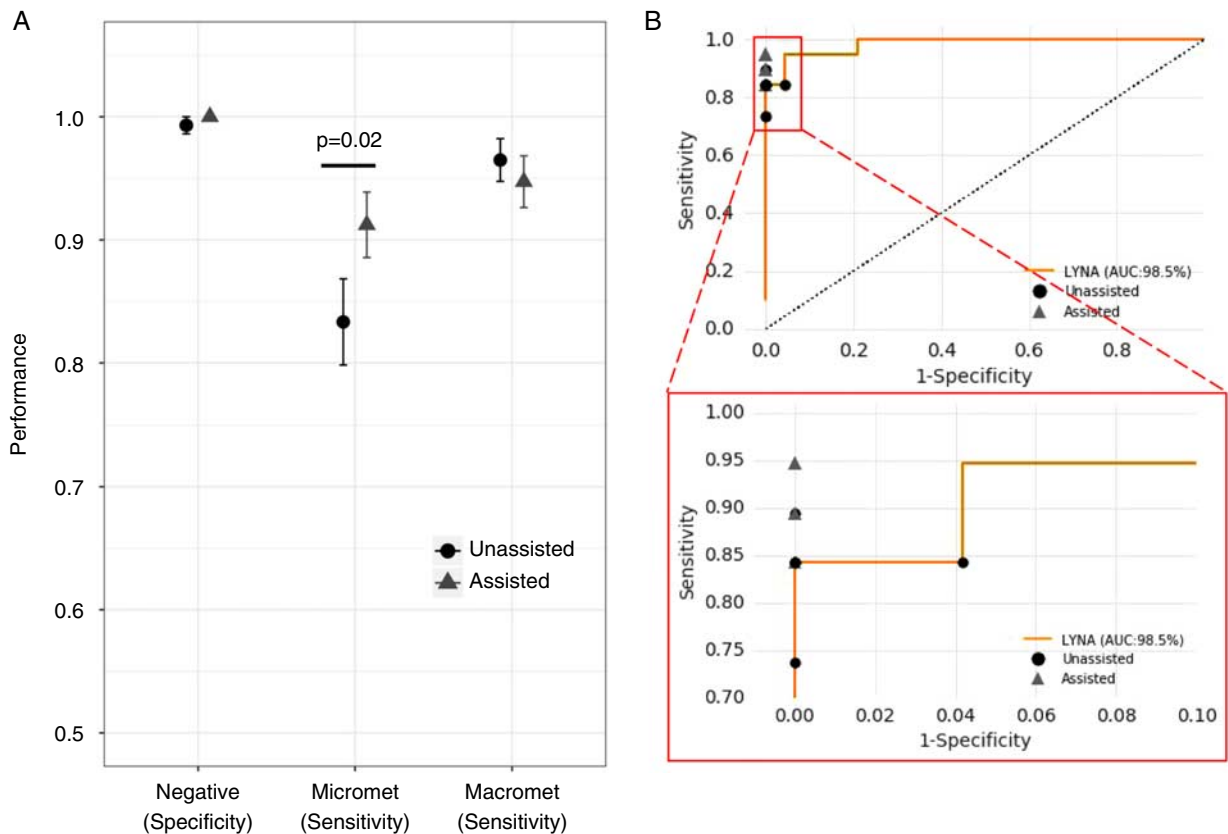 A
1.0
0.9
0.8
0.7
0.6
0.5
Performance
p=0.02
Unassisted
Assisted
Negative
(Specificity)
Micromet
(Sensitivity)
Macromet
(Sensitivity)
B
1.0
0.8
0.6
0.4
0.2
0.0
Sensitivity
LYNA (AUC:98.5%)
Unassisted
Assisted
0.0 0.2 0.4 0.6 0.8
1-Specificity
1.00
0.95
0.90
0.85
0.80
0.75
0.70
Sensitivity
LYNA (AUC:98.5%)
Unassisted
Assisted
0.00 0.02 0.04 0.06 0.08 0.10
1-Specificity